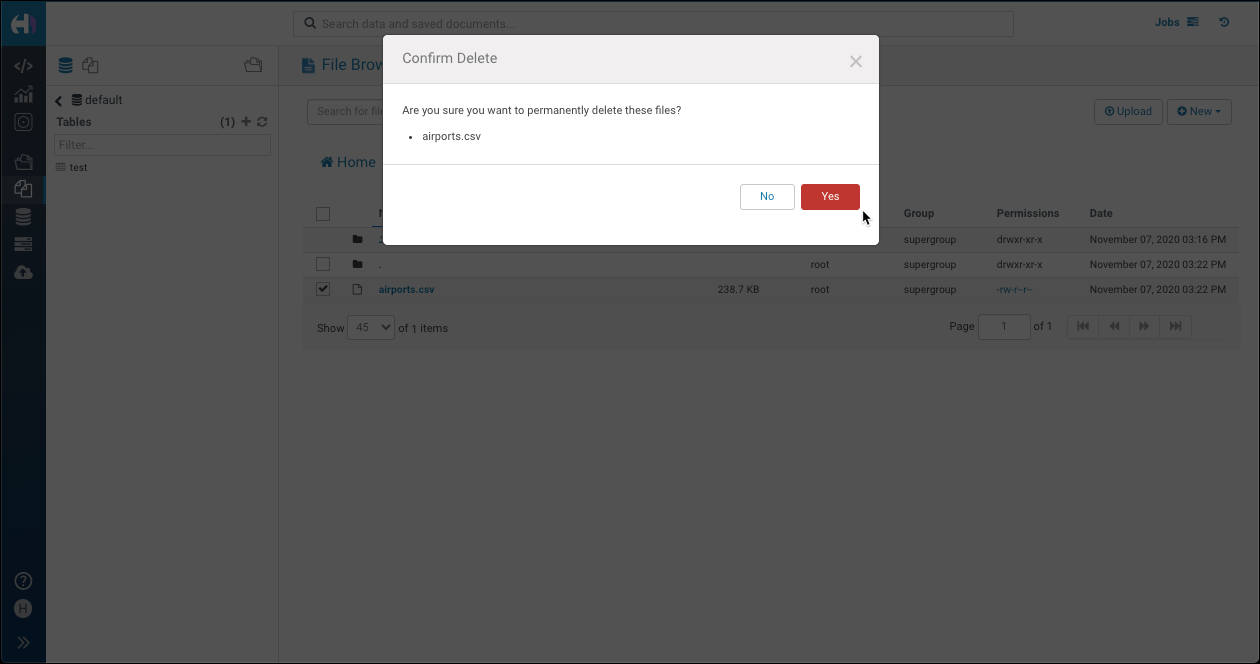 Search data and saved documents...
Jobs
File Brow
Confirm Delete
Are you sure you want to permanently delete these files?
• airports.csv
No
Yes
default
Tables (1)
Filter...
test
Search for file
Upload
New
Home
Group Permissions Date
supergroup drwxr-xr-x November 07, 2020 03:16 PM
. root supergroup drwxr-xr-x November 07, 2020 03:22 PM
airports.csv 238.7 KB root supergroup -rw-r--r-- November 07, 2020 03:22 PM
Show 45 of 1 items
Page 1 of 1
H